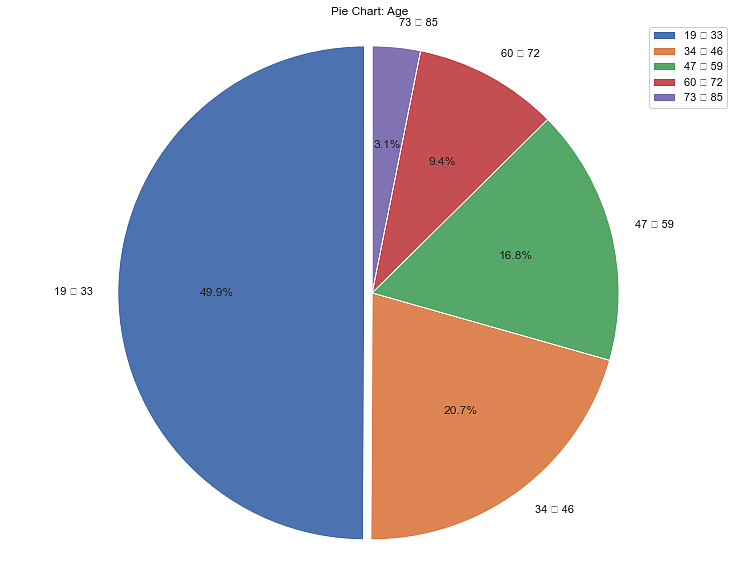 Pie Chart: Age
73 □ 85
60 □ 72
19 □ 33
34 □ 46
47 □ 59
60 □ 72
73 □ 85
3.1%
9.4%
47 □ 59
16.8%
19 □ 33
49.9%
20.7%
34 □ 46